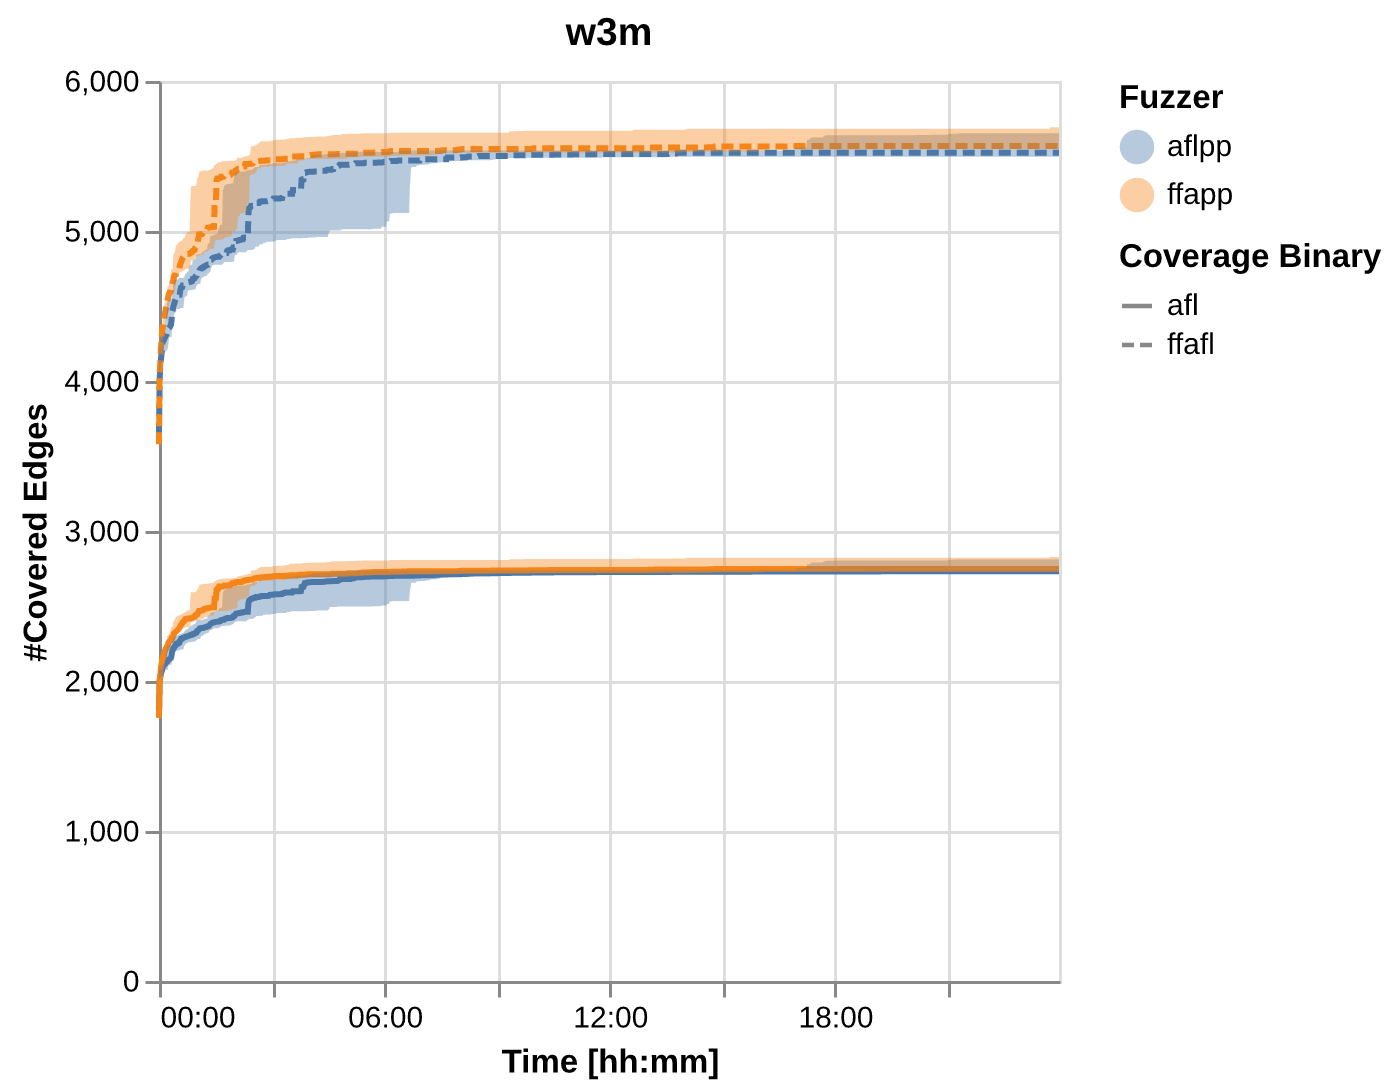 w3m
6,000
5,000
4,000
3,000
2,000
1,000
0
#Covered Edges
00:00
06:00
12:00
18:00
Time [hh:mm]
Fuzzer
aflpp
ffapp
Coverage Binary
afl
ffafl